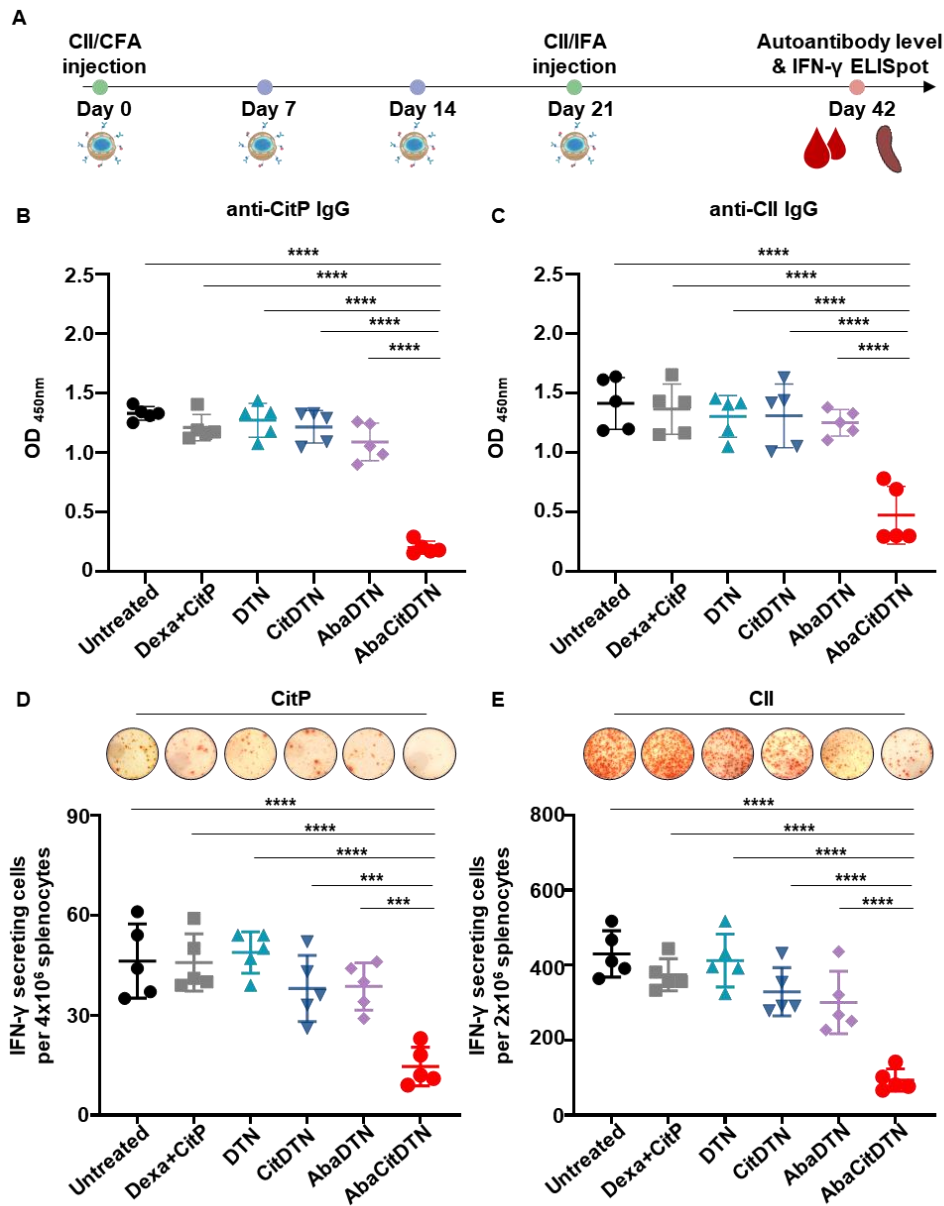 A
CII/CFA
injection
CII/IFA
injection
Autoantibody level
& IFN-γ ELISpot
Day 0
Day 7
Day 14
Day 21
Day 42
B
anti-CitP IgG
****
****
****
****
****
2.5
2.0
1.5
1.0
0.5
0
OD 450nm
Untreated
Dexa+CitP
DTN
CitDTN
AbaDTN
AbaCitDTN
C
anti-CII IgG
****
****
****
****
****
2.5
2.0
1.5
1.0
0.5
0
OD 450nm
Untreated
Dexa+CitP
DTN
CitDTN
AbaDTN
AbaCitDTN
D
CitP
****
****
****
***
***
90
60
30
0
IFN-γ secreting cells
per 4x10⁶ splenocytes
Untreated
Dexa+CitP
DTN
CitDTN
AbaDTN
AbaCitDTN
E
CII
****
****
****
****
****
800
600
400
200
0
IFN-γ secreting cells
per 2x10⁶ splenocytes
Untreated
Dexa+CitP
DTN
CitDTN
AbaDTN
AbaCitDTN